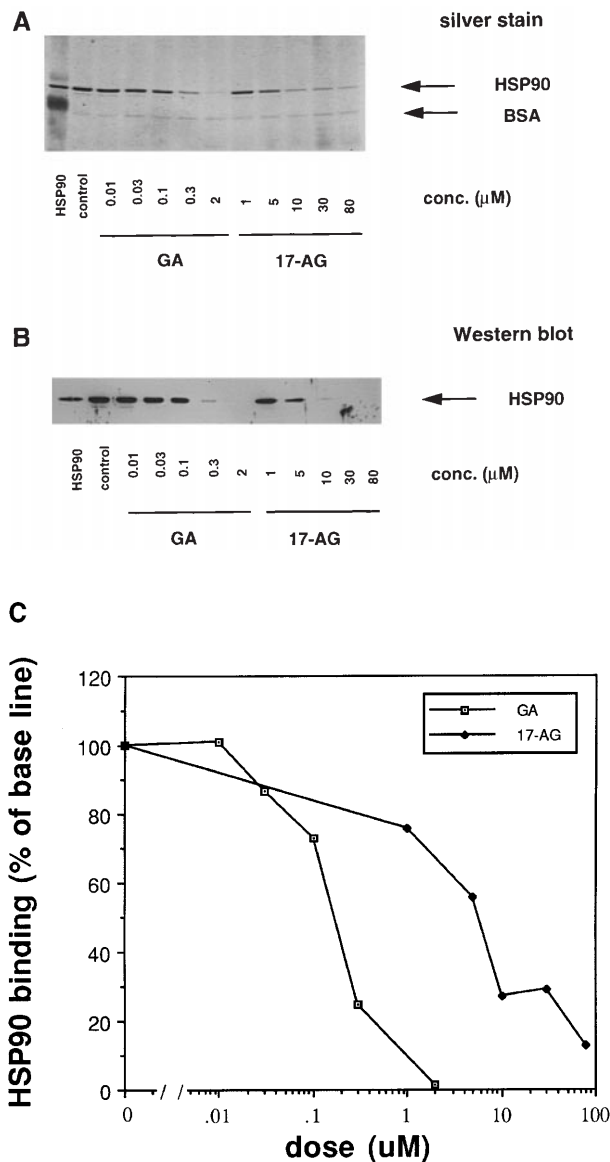 A
silver stain
HSP90
BSA
HSP90
control
0.01
0.03
0.1
0.3
2
1
5
10
30
80
conc. (μM)
GA
17-AG
B
Western blot
HSP90
HSP90
control
0.01
0.03
0.1
0.3
2
1
5
10
30
80
conc. (μM)
GA
17-AG
C
HSP90 binding (% of base line)
120
100
80
60
40
20
0
GA
17-AG
0
.01
.1
1
10
100
dose (uM)